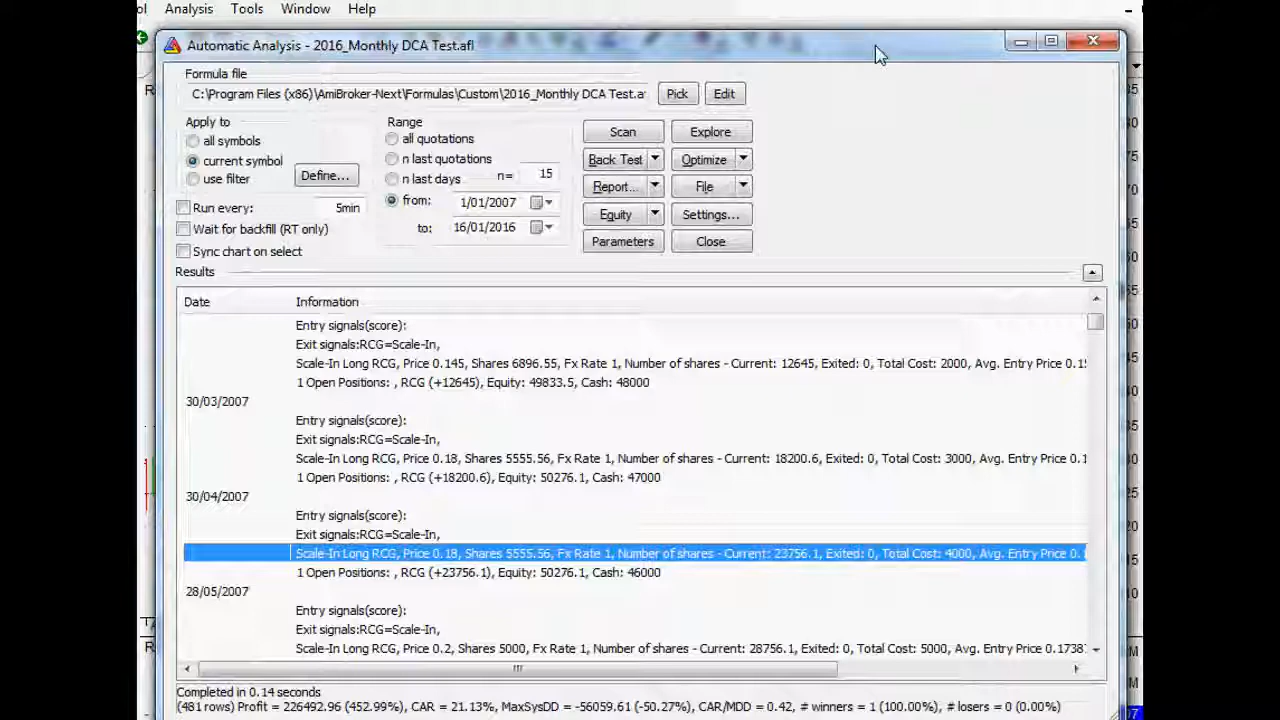 ol Analysis Tools Window Help
Automatic Analysis - 2016_Monthly DCA Test.afl
Formula file
C:\Program Files (x86)\AmiBroker-Next\Formulas\Custom\2016_Monthly DCA Test.af Pick Edit
Apply to Range
all symbols all quotations Scan Explore
current symbol n last quotations Back Test Optimize
use filter Define... n last days n= 15 Report... File
Run every: 5min from: 1/01/2007 Equity Settings...
Wait for backfill (RT only) to: 16/01/2016
Sync chart on select Parameters Close
Results
Date Information
Entry signals(score):
Exit signals:RCG=Scale-In,
Scale-In Long RCG, Price 0.145, Shares 6896.55, Fx Rate 1, Number of shares - Current: 12645, Exited: 0, Total Cost: 2000, Avg. Entry Price 0.15
1 Open Positions: , RCG (+12645), Equity: 49833.5, Cash: 48000
30/03/2007
Entry signals(score):
Exit signals:RCG=Scale-In,
Scale-In Long RCG, Price 0.18, Shares 5555.56, Fx Rate 1, Number of shares - Current: 18200.6, Exited: 0, Total Cost: 3000, Avg. Entry Price 0.1
1 Open Positions: , RCG (+18200.6), Equity: 50276.1, Cash: 47000
30/04/2007
Entry signals(score):
Exit signals:RCG=Scale-In,
Scale-In Long RCG, Price 0.18, Shares 5555.56, Fx Rate 1, Number of shares - Current: 23756.1, Exited: 0, Total Cost: 4000, Avg. Entry Price 0.1
1 Open Positions: , RCG (+23756.1), Equity: 50276.1, Cash: 46000
28/05/2007
Entry signals(score):
Exit signals:RCG=Scale-In,
Scale-In Long RCG, Price 0.2, Shares 5000, Fx Rate 1, Number of shares - Current: 28756.1, Exited: 0, Total Cost: 5000, Avg. Entry Price 0.1738
Completed in 0.14 seconds
(481 rows) Profit = 226492.96 (452.99%), CAR = 21.13%, MaxSysDD = -56059.61 (-50.27%), CAR/MDD = 0.42, # winners = 1 (100.00%), # losers = 0 (0.00%)